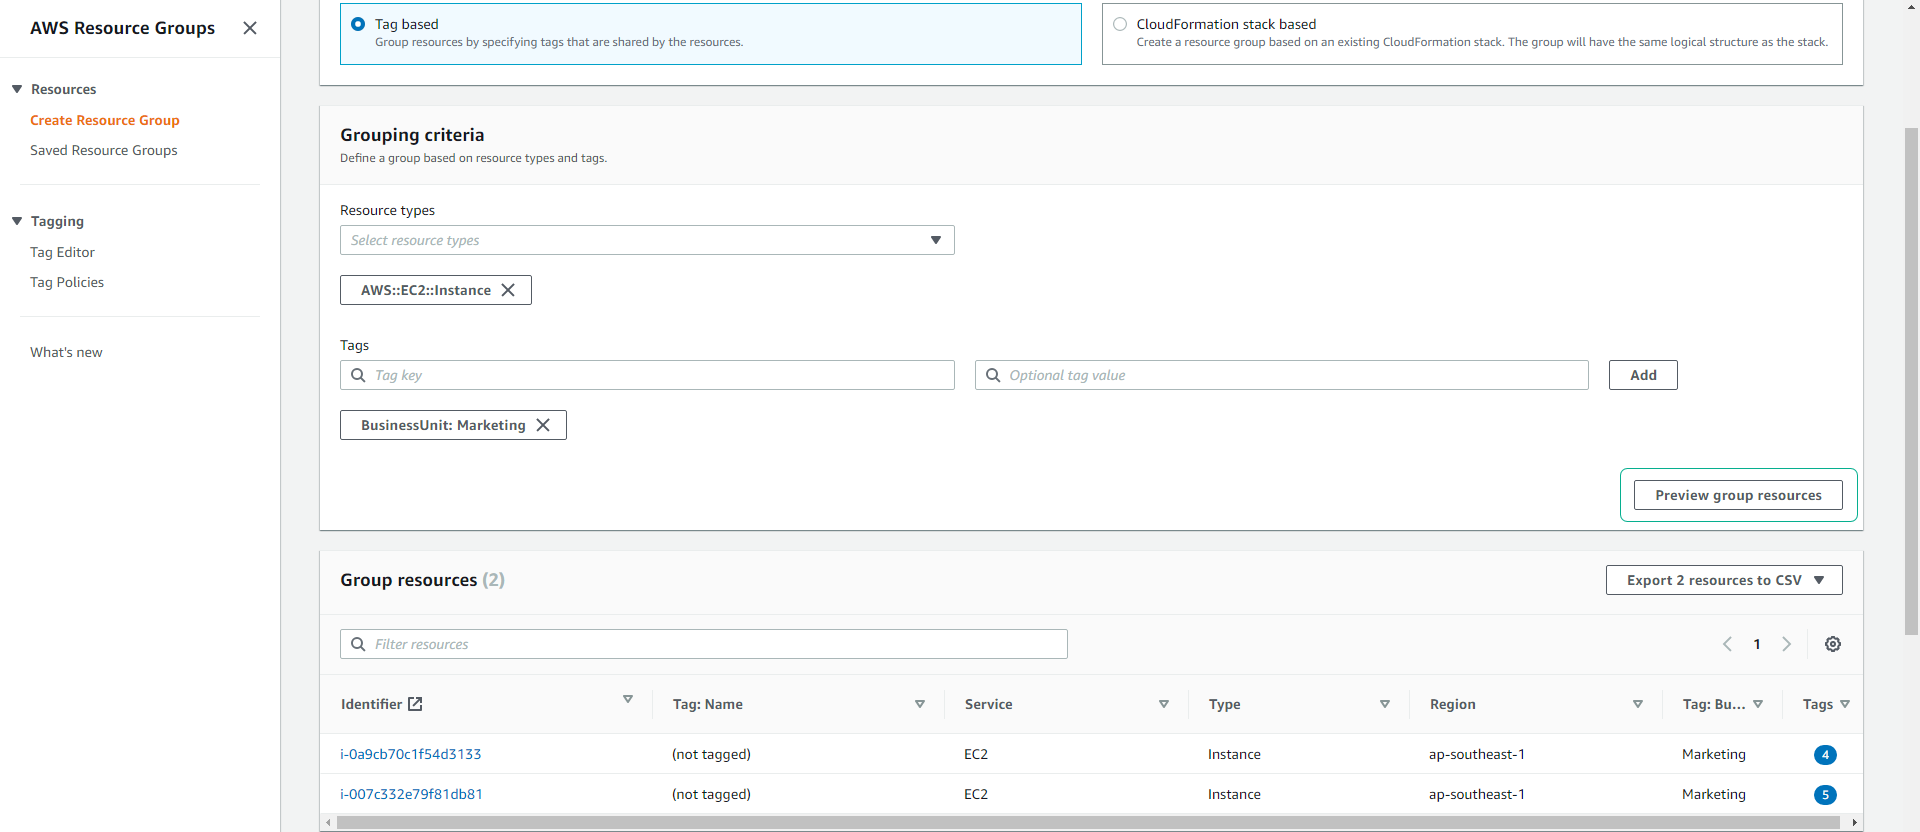 AWS Resource Groups
Resources
Create Resource Group
Saved Resource Groups
Tagging
Tag Editor
Tag Policies
What's new
Tag based
Group resources by specifying tags that are shared by the resources.
CloudFormation stack based
Create a resource group based on an existing CloudFormation stack. The group will have the same logical structure as the stack.
Grouping criteria
Define a group based on resource types and tags.
Resource types
Select resource types
AWS::EC2::Instance
Tags
Tag key
Optional tag value
Add
BusinessUnit: Marketing
Preview group resources
Group resources (2)
Export 2 resources to CSV
Filter resources
1
Identifier Tag: Name Service Type Region Tag: Bu... Tags
i-0a9cb70c1f54d3133 (not tagged) EC2 Instance ap-southeast-1 Marketing 4
i-007c332e79f81db81 (not tagged) EC2 Instance ap-southeast-1 Marketing 5